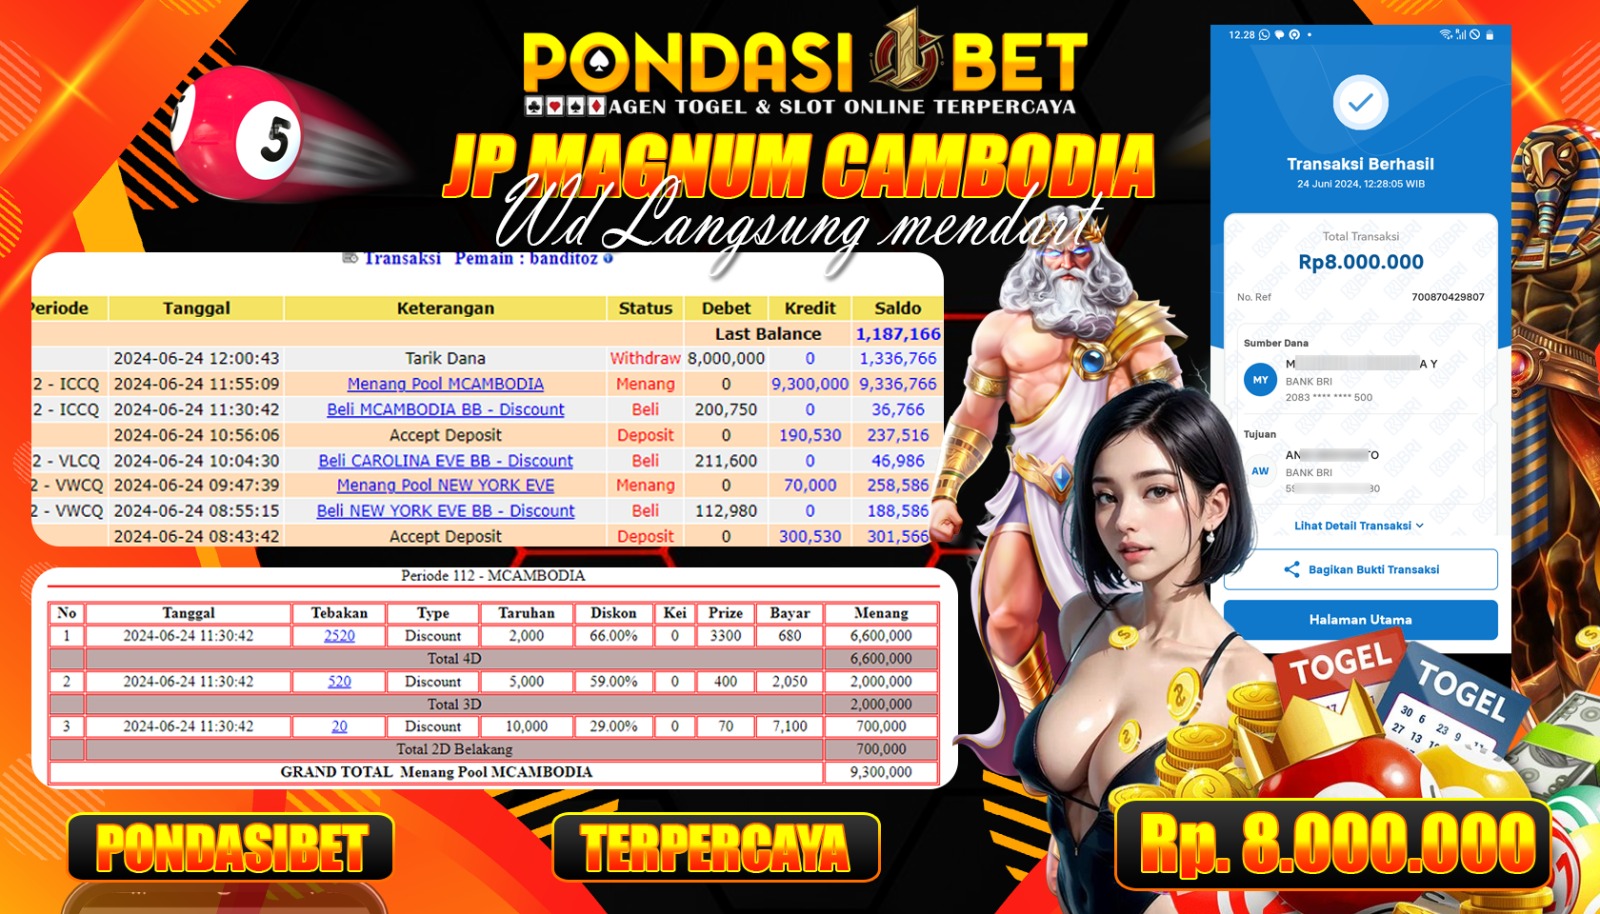 PONDASI 1 BET
AGEN TOGEL & SLOT ONLINE TERPERCAYA
JP MAGNUM CAMBODIA
Wd Langsung mendart
5
Transaksi Pemain : banditoz
Periode Tanggal Keterangan Status Debet Kredit Saldo
Last Balance 1,187,166
2024-06-24 12:00:43 Tarik Dana Withdraw 8,000,000 0 1,336,766
2 - ICCQ 2024-06-24 11:55:09 Menang Pool MCAMBODIA Menang 0 9,300,000 9,336,766
2 - ICCQ 2024-06-24 11:30:42 Beli MCAMBODIA BB - Discount Beli 200,750 0 36,766
2024-06-24 10:56:06 Accept Deposit Deposit 0 190,530 237,516
2 - VLCQ 2024-06-24 10:04:30 Beli CAROLINA EVE BB - Discount Beli 211,600 0 46,986
2 - VWCQ 2024-06-24 09:47:39 Menang Pool NEW YORK EVE Menang 0 70,000 258,586
2 - VWCQ 2024-06-24 08:55:15 Beli NEW YORK EVE BB - Discount Beli 112,980 0 188,586
2024-06-24 08:43:42 Accept Deposit Deposit 0 300,530 301,566
Periode 112 - MCAMBODIA
No Tanggal Tebakan Type Taruhan Diskon Kei Prize Bayar Menang
1 2024-06-24 11:30:42 2520 Discount 2,000 66.00% 0 3300 680 6,600,000
Total 4D 6,600,000
2 2024-06-24 11:30:42 520 Discount 5,000 59.00% 0 400 2,050 2,000,000
Total 3D 2,000,000
3 2024-06-24 11:30:42 20 Discount 10,000 29.00% 0 70 7,100 700,000
Total 2D Belakang 700,000
GRAND TOTAL Menang Pool MCAMBODIA 9,300,000
12.28
Transaksi Berhasil
24 Juni 2024, 12:28:05 WIB
Total Transaksi
Rp8.000.000
No. Ref 700870429807
Sumber Dana
MY
M A Y
BANK BRI
2083 **** **** 500
Tujuan
AW
AN TO
BANK BRI
Lihat Detail Transaksi
Bagikan Bukti Transaksi
Halaman Utama
TOGEL
TOGEL
30 6 23 9
27 13
PONDASIBET
TERPERCAYA
Rp. 8.000.000